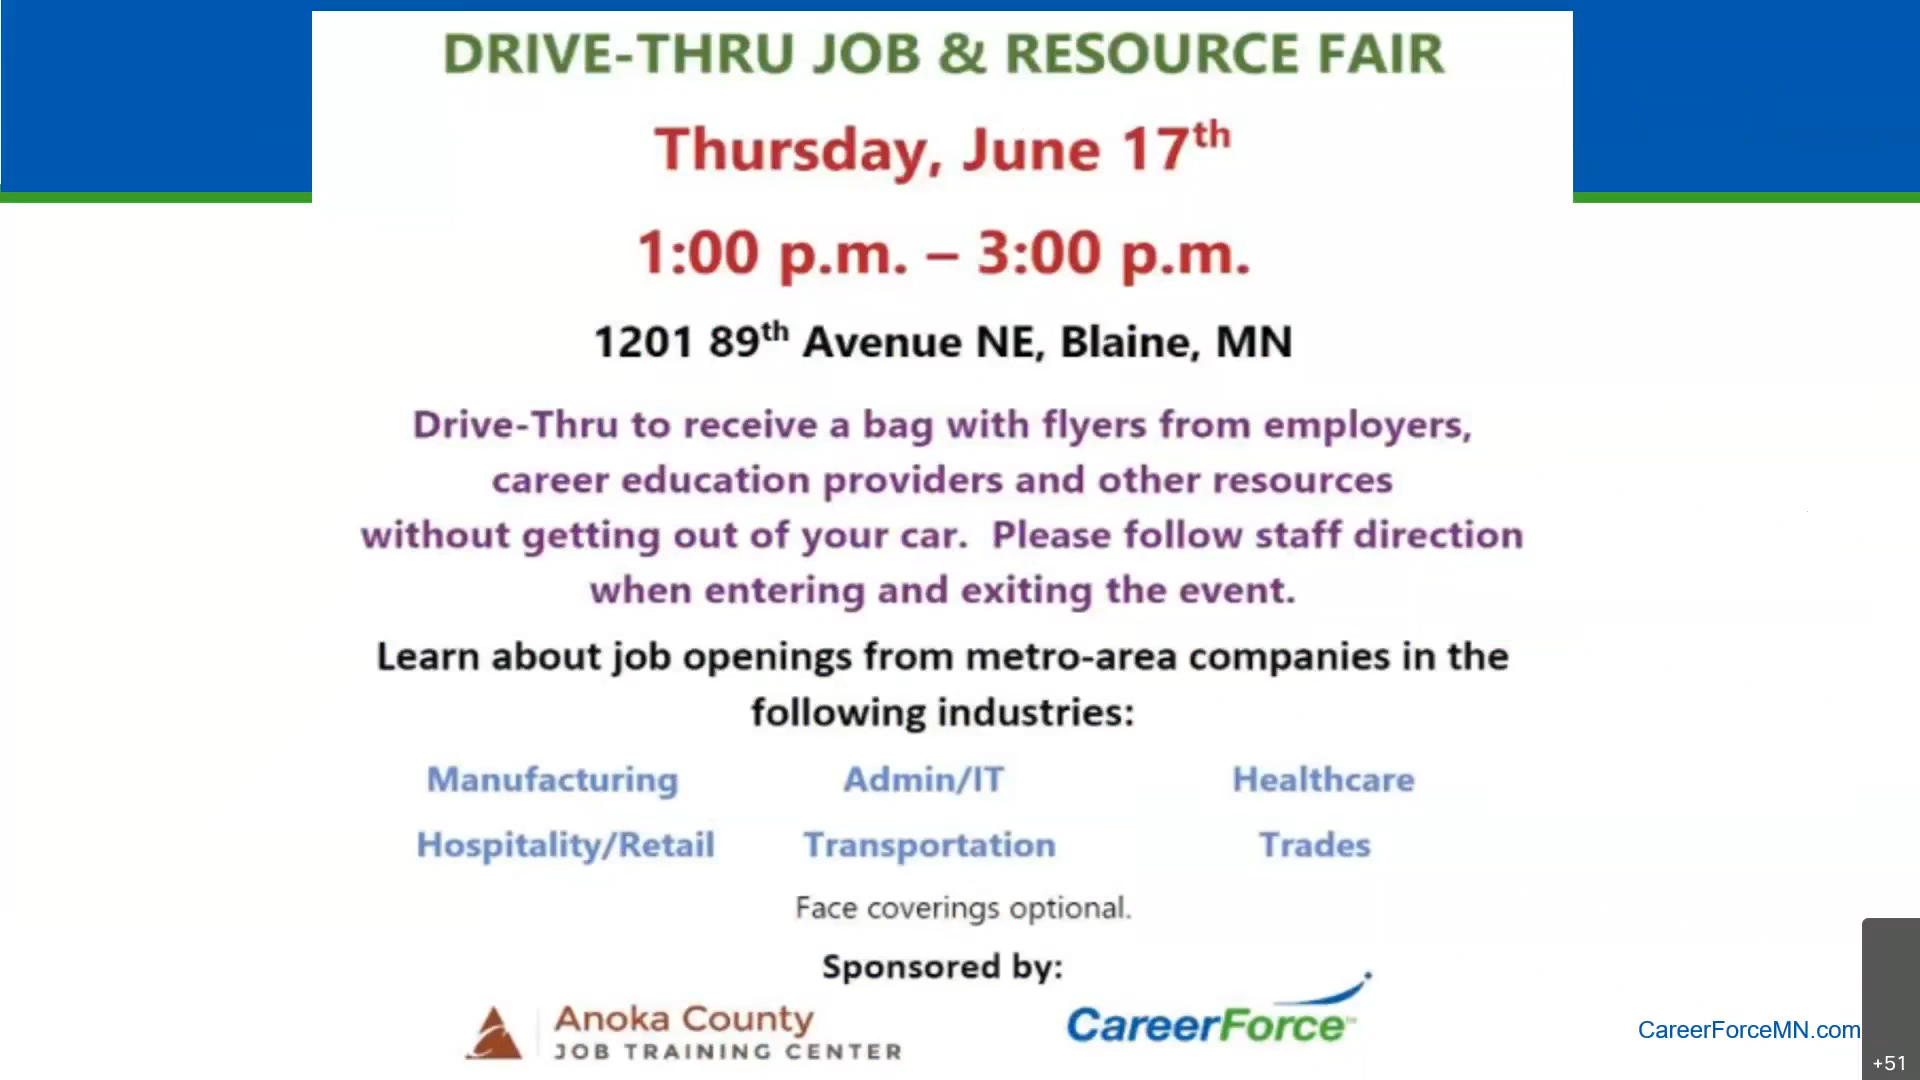 DRIVE-THRU JOB & RESOURCE FAIR
Thursday, June 17th
1:00 p.m. – 3:00 p.m.
1201 89th Avenue NE, Blaine, MN
Drive-Thru to receive a bag with flyers from employers,
career education providers and other resources
without getting out of your car. Please follow staff direction
when entering and exiting the event.
Learn about job openings from metro-area companies in the
following industries:
Manufacturing Admin/IT Healthcare
Hospitality/Retail Transportation Trades
Face coverings optional.
Sponsored by:
Anoka County
JOB TRAINING CENTER
CareerForce™
CareerForceMN.com
+51